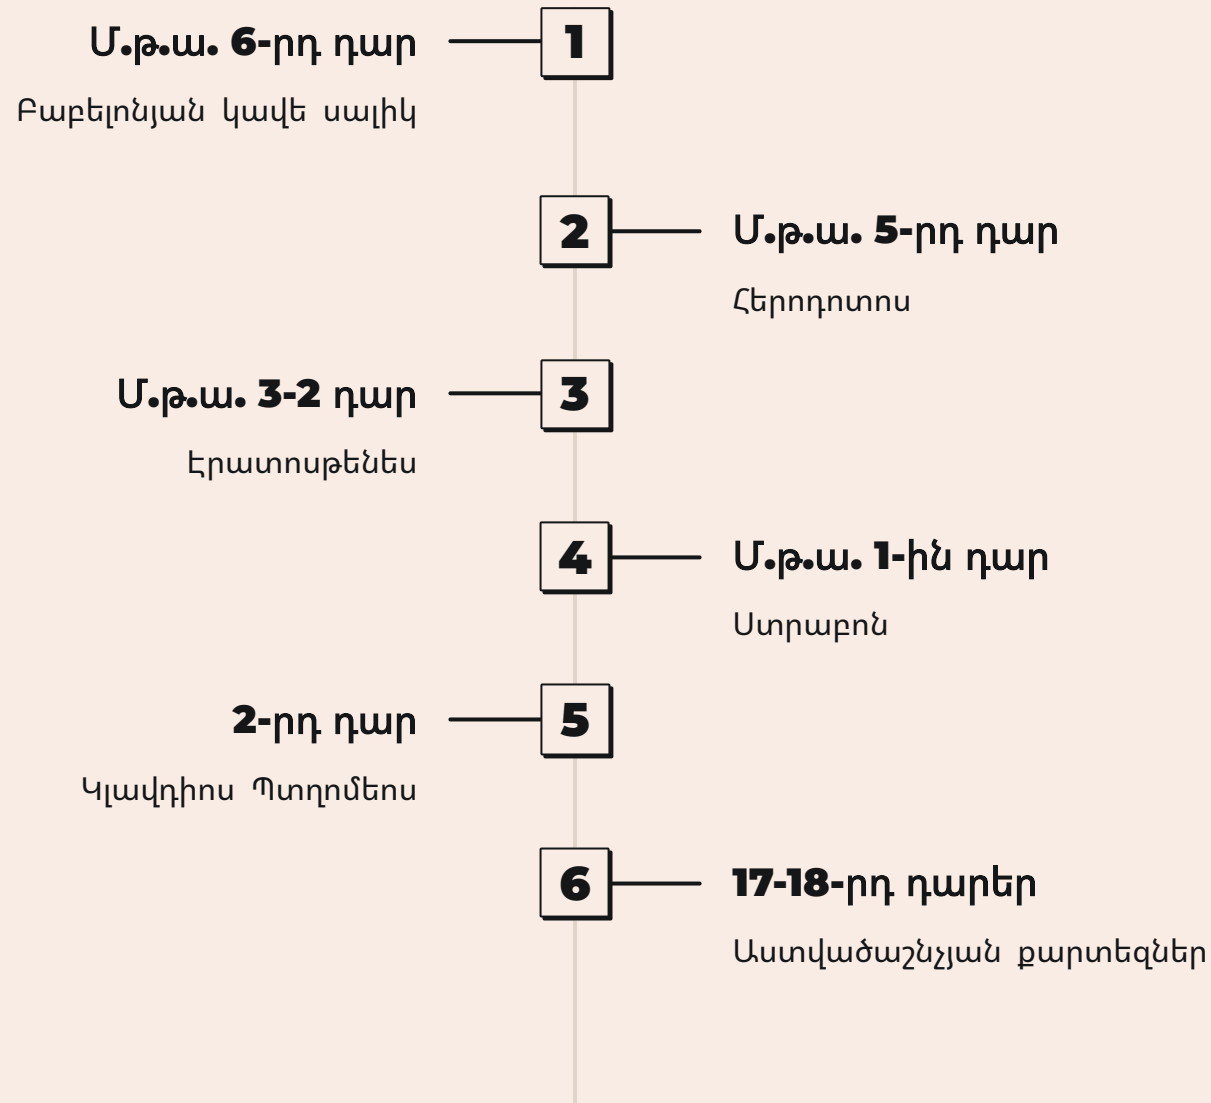 Մ.թ.ա. 6-րդ դար
1
Բաբելոնյան կավե սալիկ
2
Մ.թ.ա. 5-րդ դար
Հերոդոտոս
Մ.թ.ա. 3-2 դար
3
Էրատոսթենես
4
Մ.թ.ա. 1-ին դար
Ստրաբոն
2-րդ դար
5
Կլավդիոս Պտղոմեոս
6
17-18-րդ դարեր
Աստվածաշնչյան քարտեզներ